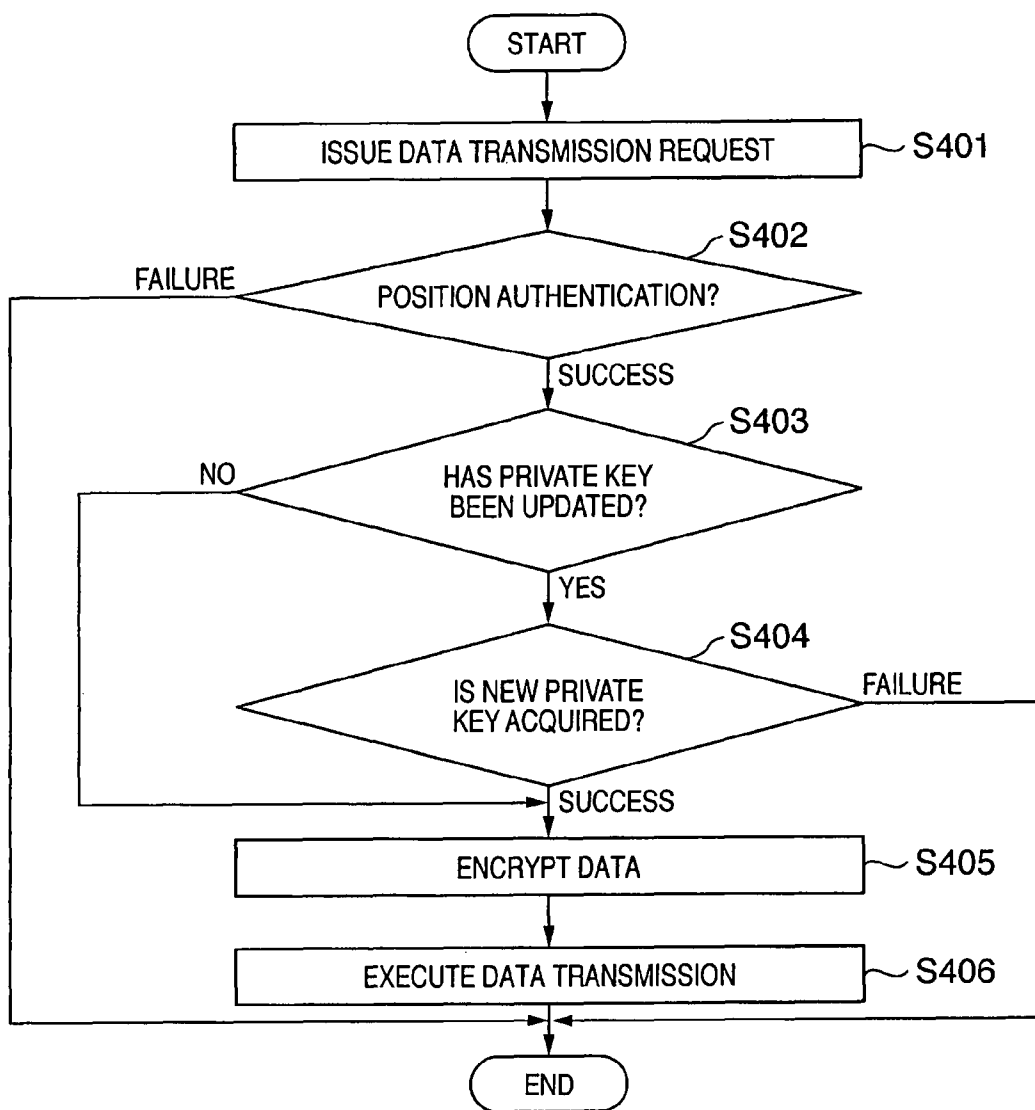 START
ISSUE DATA TRANSMISSION REQUEST
S401
S402
FAILURE
POSITION AUTHENTICATION?
SUCCESS
S403
NO
HAS PRIVATE KEY
BEEN UPDATED?
YES
S404
IS NEW PRIVATE
KEY ACQUIRED?
FAILURE
SUCCESS
ENCRYPT DATA
S405
EXECUTE DATA TRANSMISSION
S406
END